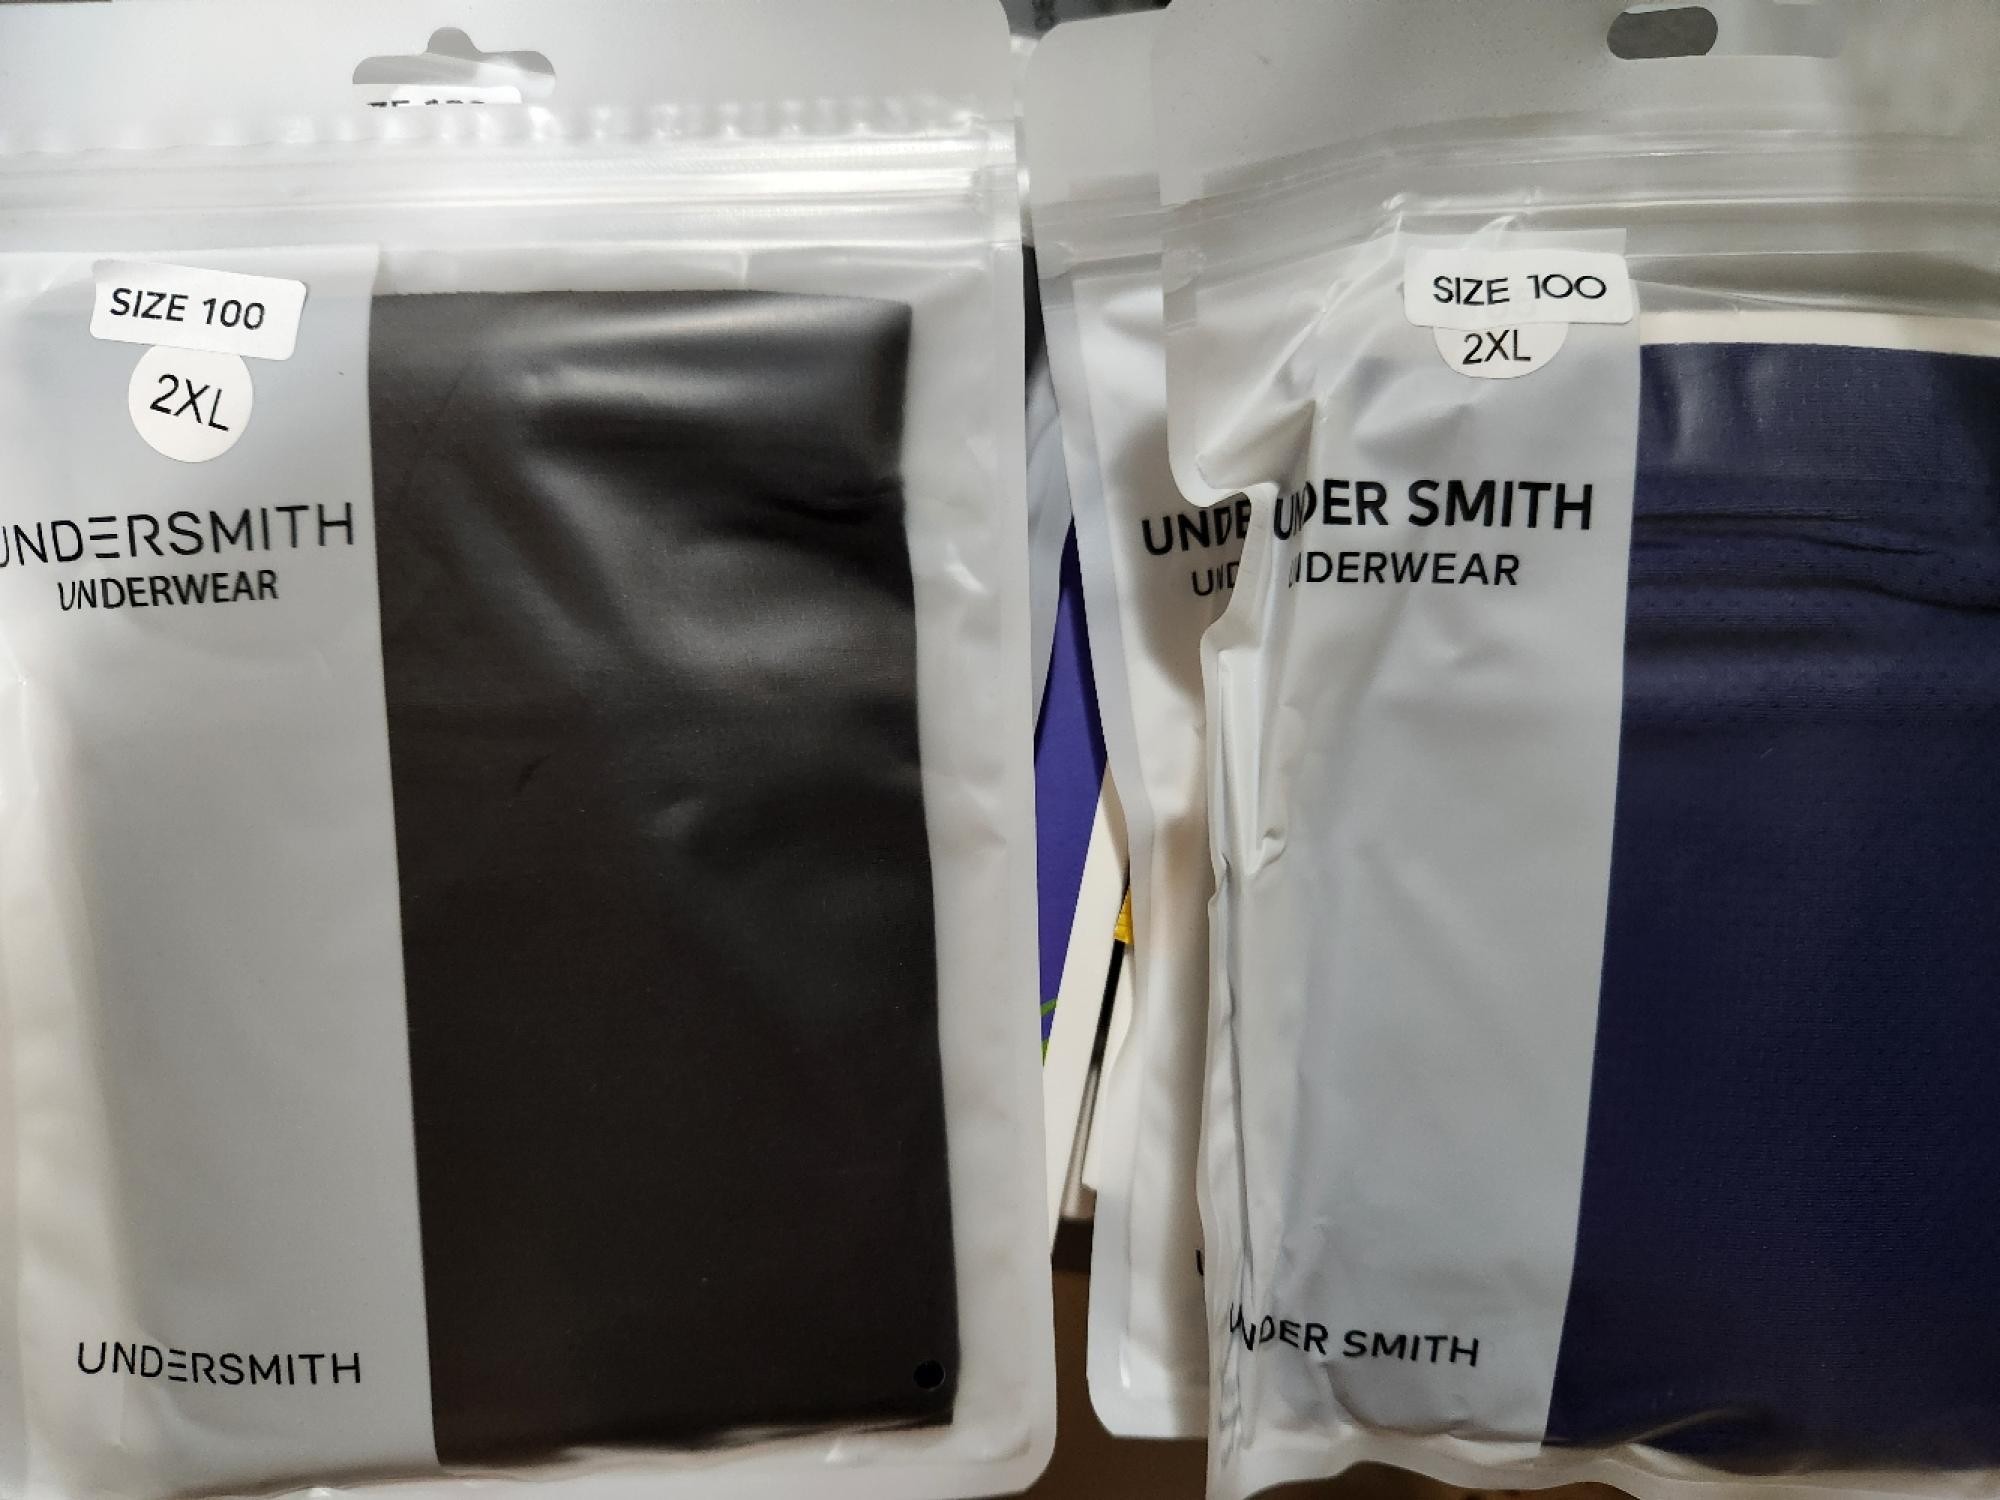 SIZE 100
2XL
UNDERSMITH
UNDERWEAR
UNDERSMITH
SIZE 100
2XL
UNDER SMITH
UNDERWEAR
UNDER SMITH